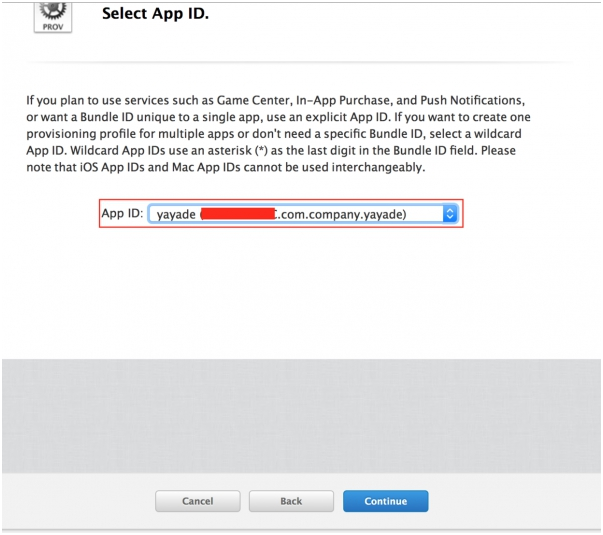 PROV
Select App ID.
If you plan to use services such as Game Center, In-App Purchase, and Push Notifications,
or want a Bundle ID unique to a single app, use an explicit App ID. If you want to create one
provisioning profile for multiple apps or don't need a specific Bundle ID, select a wildcard
App ID. Wildcard App IDs use an asterisk (*) as the last digit in the Bundle ID field. Please
note that iOS App IDs and Mac App IDs cannot be used interchangeably.
App ID: yayade ( .com.company.yayade)
Cancel Back Continue